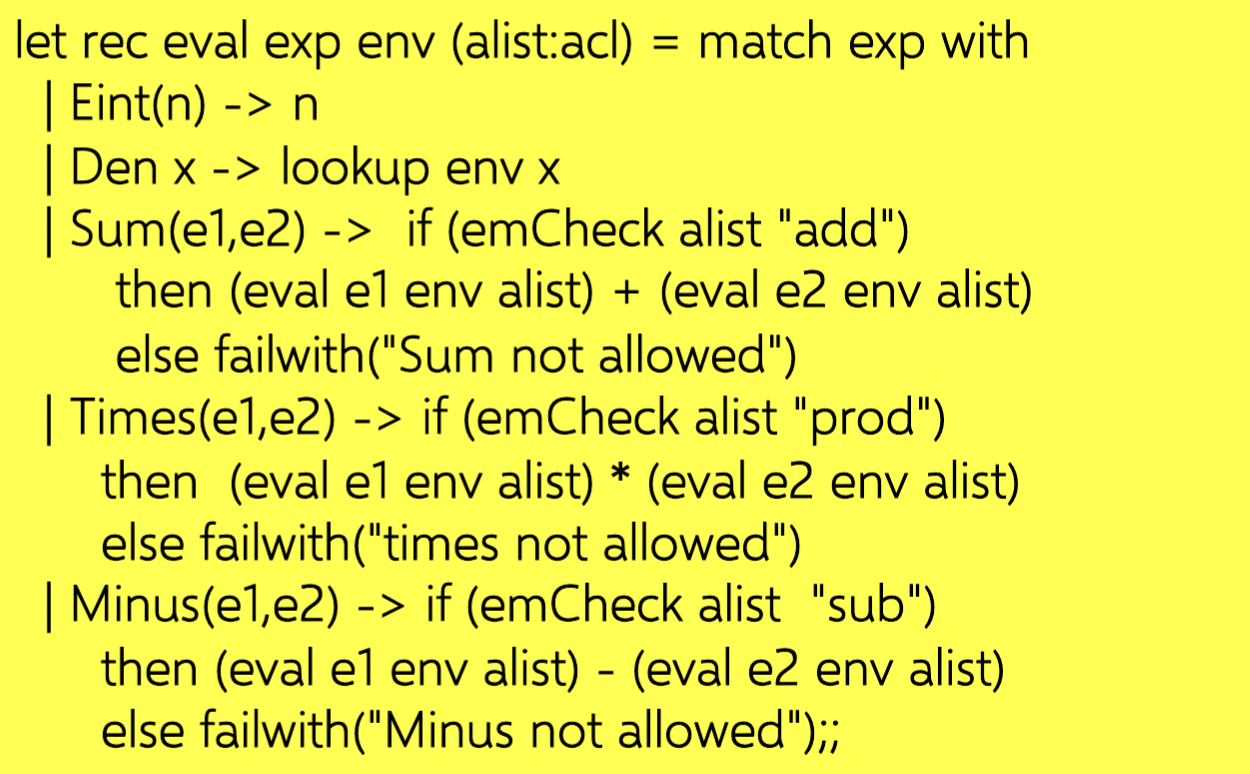 let rec eval exp env (alist:acl) = match exp with
| Eint(n) -> n
| Den x -> lookup env x
| Sum(e1,e2) ->  if (emCheck alist "add")
then (eval e1 env alist) + (eval e2 env alist)
else failwith("Sum not allowed")
| Times(e1,e2) -> if (emCheck alist "prod")
then  (eval e1 env alist) * (eval e2 env alist)
else failwith("times not allowed")
| Minus(e1,e2) -> if (emCheck alist  "sub")
then (eval e1 env alist) - (eval e2 env alist)
else failwith("Minus not allowed");;